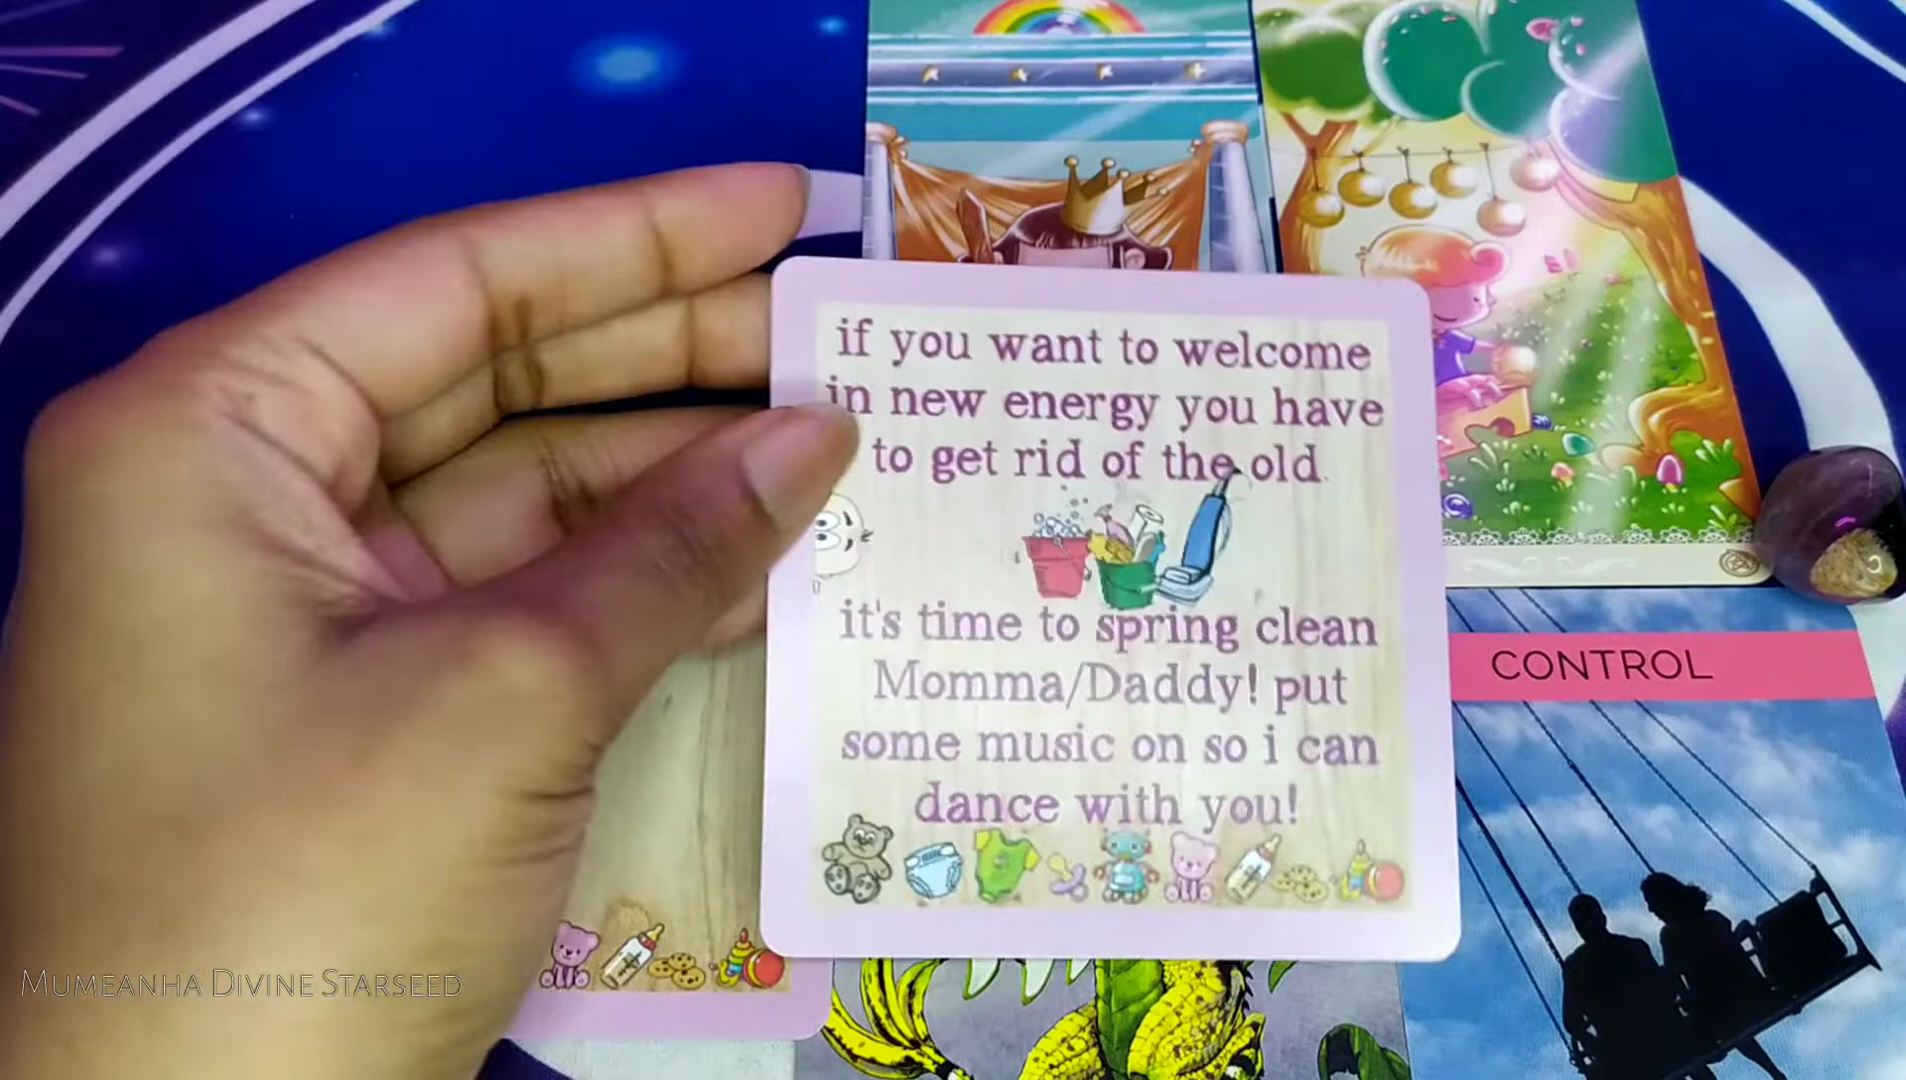 if you want to welcome
in new energy you have
to get rid of the old.
it's time to spring clean
Momma/Daddy! put
some music on so i can
dance with you!
CONTROL
MUMEANHA DIVINE STARSEED